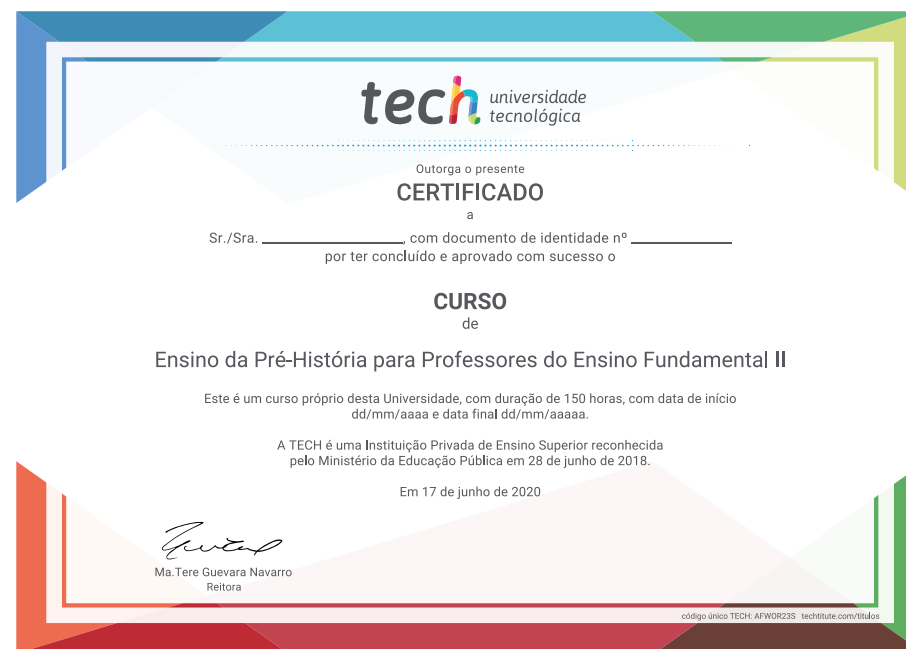 tech universidade
tecnológica
Outorga o presente
CERTIFICADO
a
Sr./Sra. ________________, com documento de identidade nº ___________
por ter concluído e aprovado com sucesso o
CURSO
de
Ensino da Pré-História para Professores do Ensino Fundamental II
Este é um curso próprio desta Universidade, com duração de 150 horas, com data de início
dd/mm/aaaa e data final dd/mm/aaaaa.
A TECH é uma Instituição Privada de Ensino Superior reconhecida
pelo Ministério da Educação Pública em 28 de junho de 2018.
Em 17 de junho de 2020
Ma.Tere Guevara Navarro
Reitora
código único TECH: AFWOR23S techtitute.com/titulos